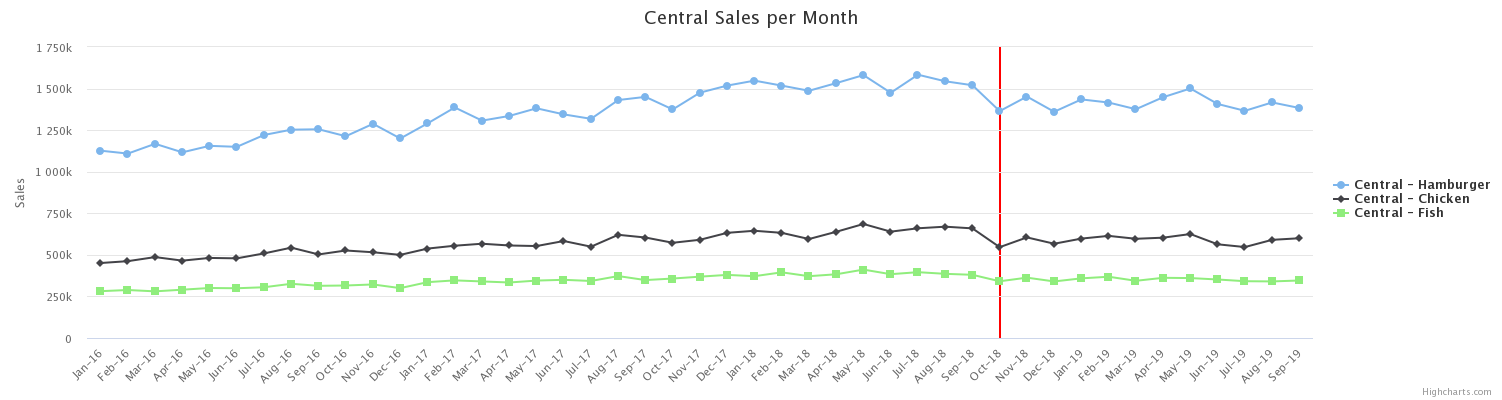 Central Sales per Month
Sales
1 750k
1 500k
1 250k
1 000k
750k
500k
250k
0
Jan-16
Feb-16
Mar-16
Apr-16
May-16
Jun-16
Jul-16
Aug-16
Sep-16
Oct-16
Nov-16
Dec-16
Jan-17
Feb-17
Mar-17
Apr-17
May-17
Jun-17
Jul-17
Aug-17
Sep-17
Oct-17
Nov-17
Dec-17
Jan-18
Feb-18
Mar-18
Apr-18
May-18
Jun-18
Jul-18
Aug-18
Sep-18
Oct-18
Nov-18
Dec-18
Jan-19
Feb-19
Mar-19
Apr-19
May-19
Jun-19
Jul-19
Aug-19
Sep-19
Central - Hamburger
Central - Chicken
Central - Fish
Highcharts.com